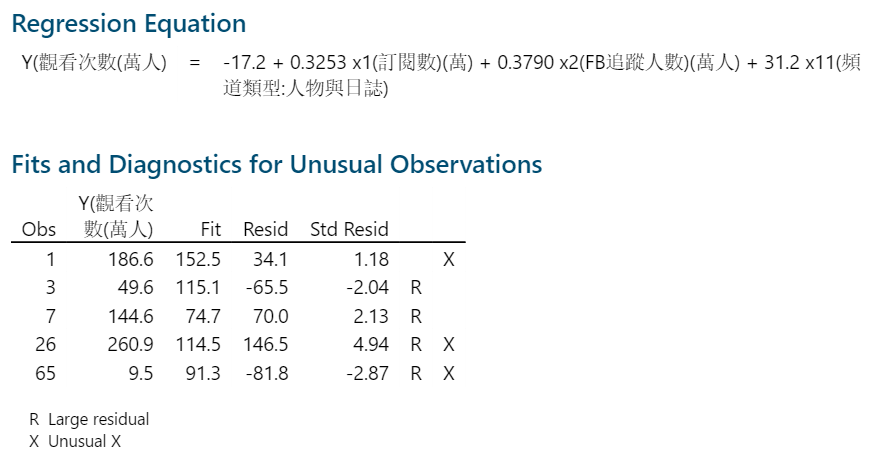 Regression Equation
Y(觀看次數(萬人) = -17.2 + 0.3253 x1(訂閱數)(萬) + 0.3790 x2(FB追蹤人數)(萬人) + 31.2 x11(頻
道類型:人物與日誌)
Fits and Diagnostics for Unusual Observations
Y(觀看次
Obs 數(萬人) Fit Resid Std Resid
1 186.6 152.5 34.1 1.18 X
3 49.6 115.1 -65.5 -2.04 R
7 144.6 74.7 70.0 2.13 R
26 260.9 114.5 146.5 4.94 R X
65 9.5 91.3 -81.8 -2.87 R X
R Large residual
X Unusual X